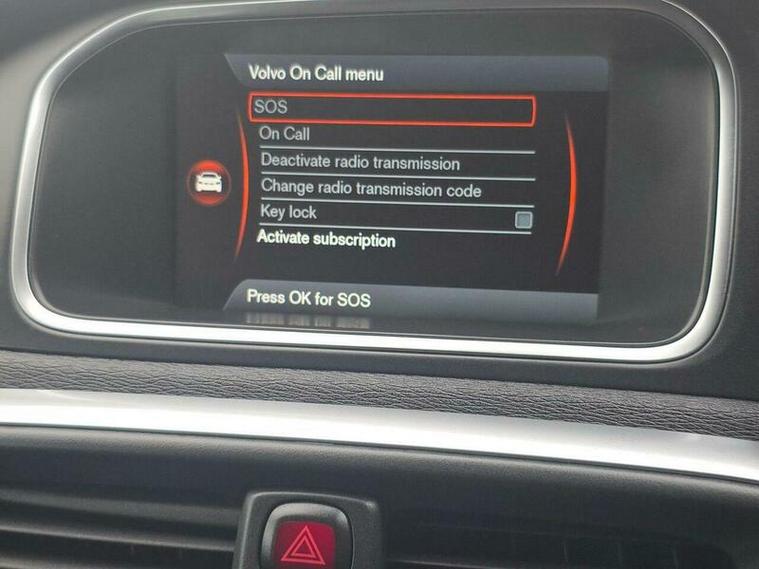 Volvo On Call menu
SOS
On Call
Deactivate radio transmission
Change radio transmission code
Key lock
Activate subscription
Press OK for SOS